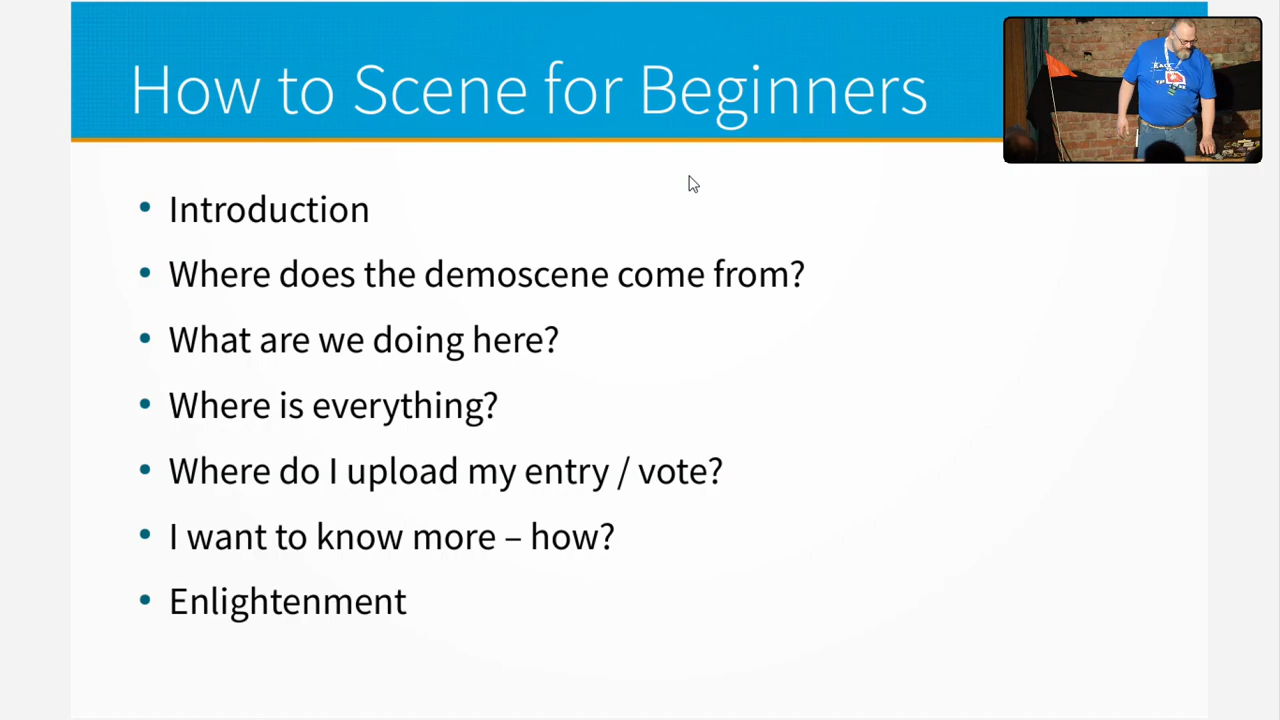 How to Scene for Beginners
Introduction
Where does the demoscene come from?
What are we doing here?
Where is everything?
Where do I upload my entry / vote?
I want to know more – how?
Enlightenment